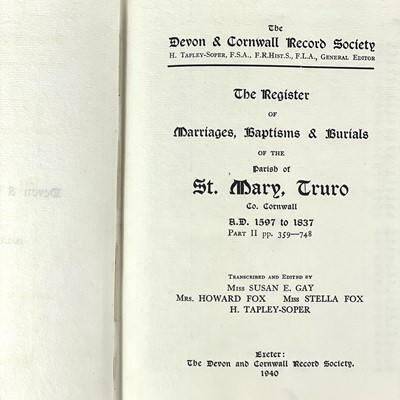 The
Devon & Cornwall Record Society
H. Tapley-Soper, F.S.A., F.R.Hist.S., F.L.A., General Editor
The Register
OF
Marriages, Baptisms & Burials
OF THE
Parish of
St. Mary, Truro
Co. Cornwall
A.D. 1597 to 1837
Part II pp. 359—748
Transcribed and Edited by
Miss SUSAN E. GAY
Mrs. HOWARD FOX Miss STELLA FOX
H. TAPLEY-SOPER
Exeter:
The Devon and Cornwall Record Society.
1940